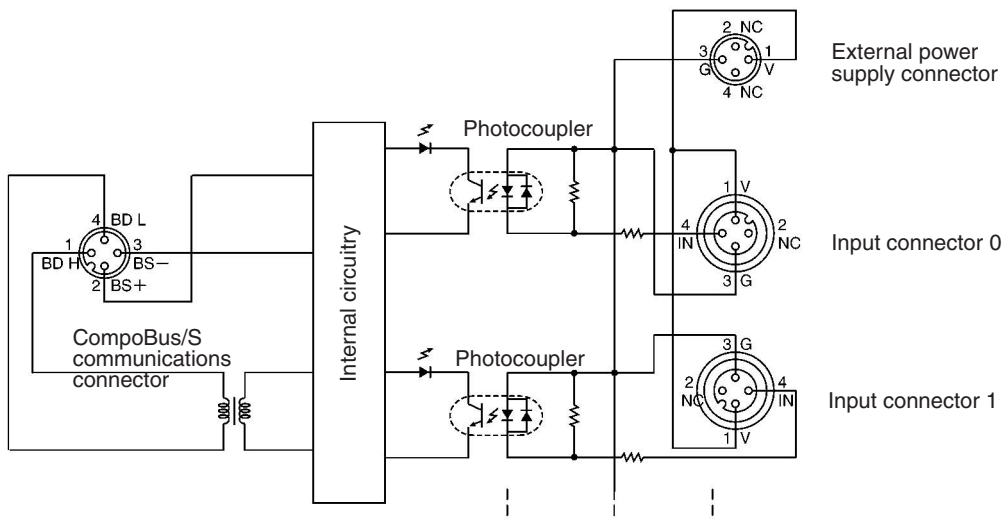 2 NC
3
1
G
V
4 NC
External power
supply connector
Photocoupler
1 V
4
IN
2
NC
3 G
Input connector 0
4 BD L
1
3
BD H
BS−
2 BS+
Internal circuitry
CompoBus/S
communications
connector
Photocoupler
3 G
2
NC
4
IN
1 V
Input connector 1